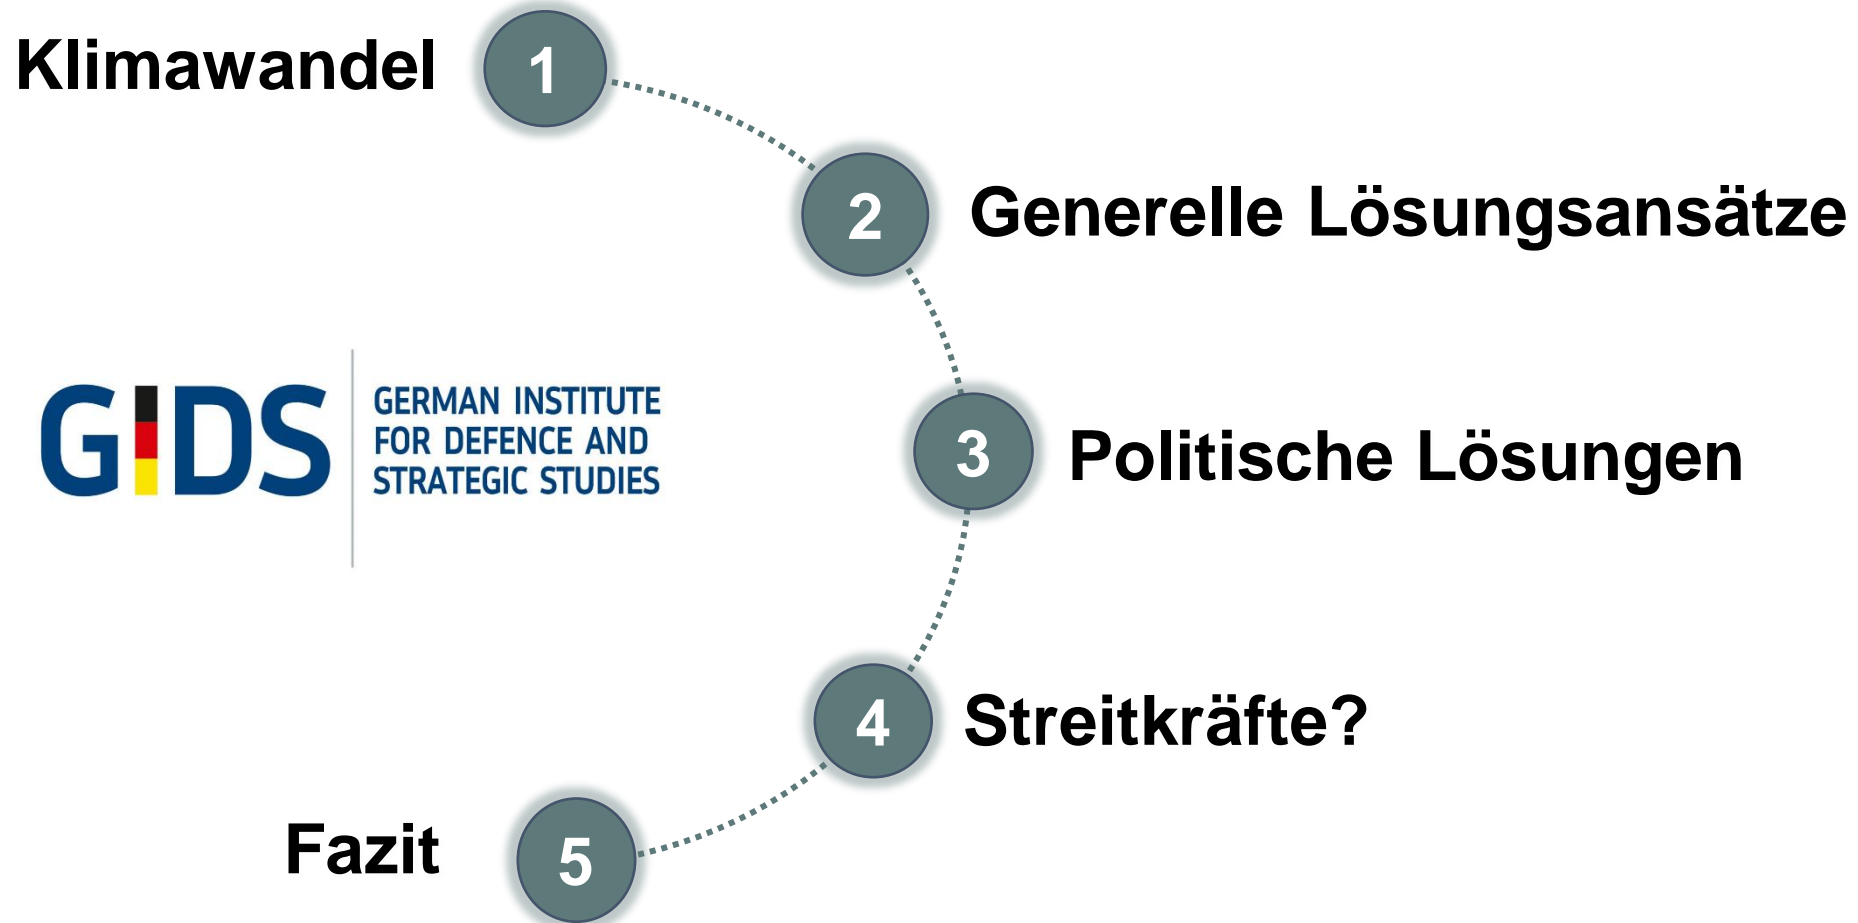 Klimawandel 1
2 Generelle Lösungsansätze
GIDS
GERMAN INSTITUTE
FOR DEFENCE AND
STRATEGIC STUDIES
3 Politische Lösungen
4 Streitkräfte?
Fazit 5